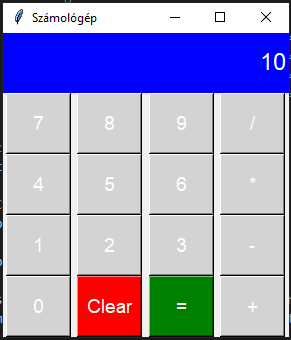 Számológép
10
7 8 9 /
4 5 6 *
1 2 3 -
0 Clear = +